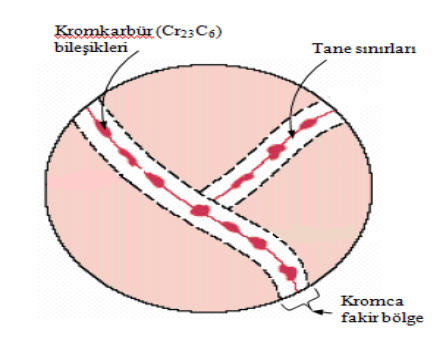 Kromkarbür (Cr23C6)
bileşikleri
Tane sınırları
Kromca
fakir bölge